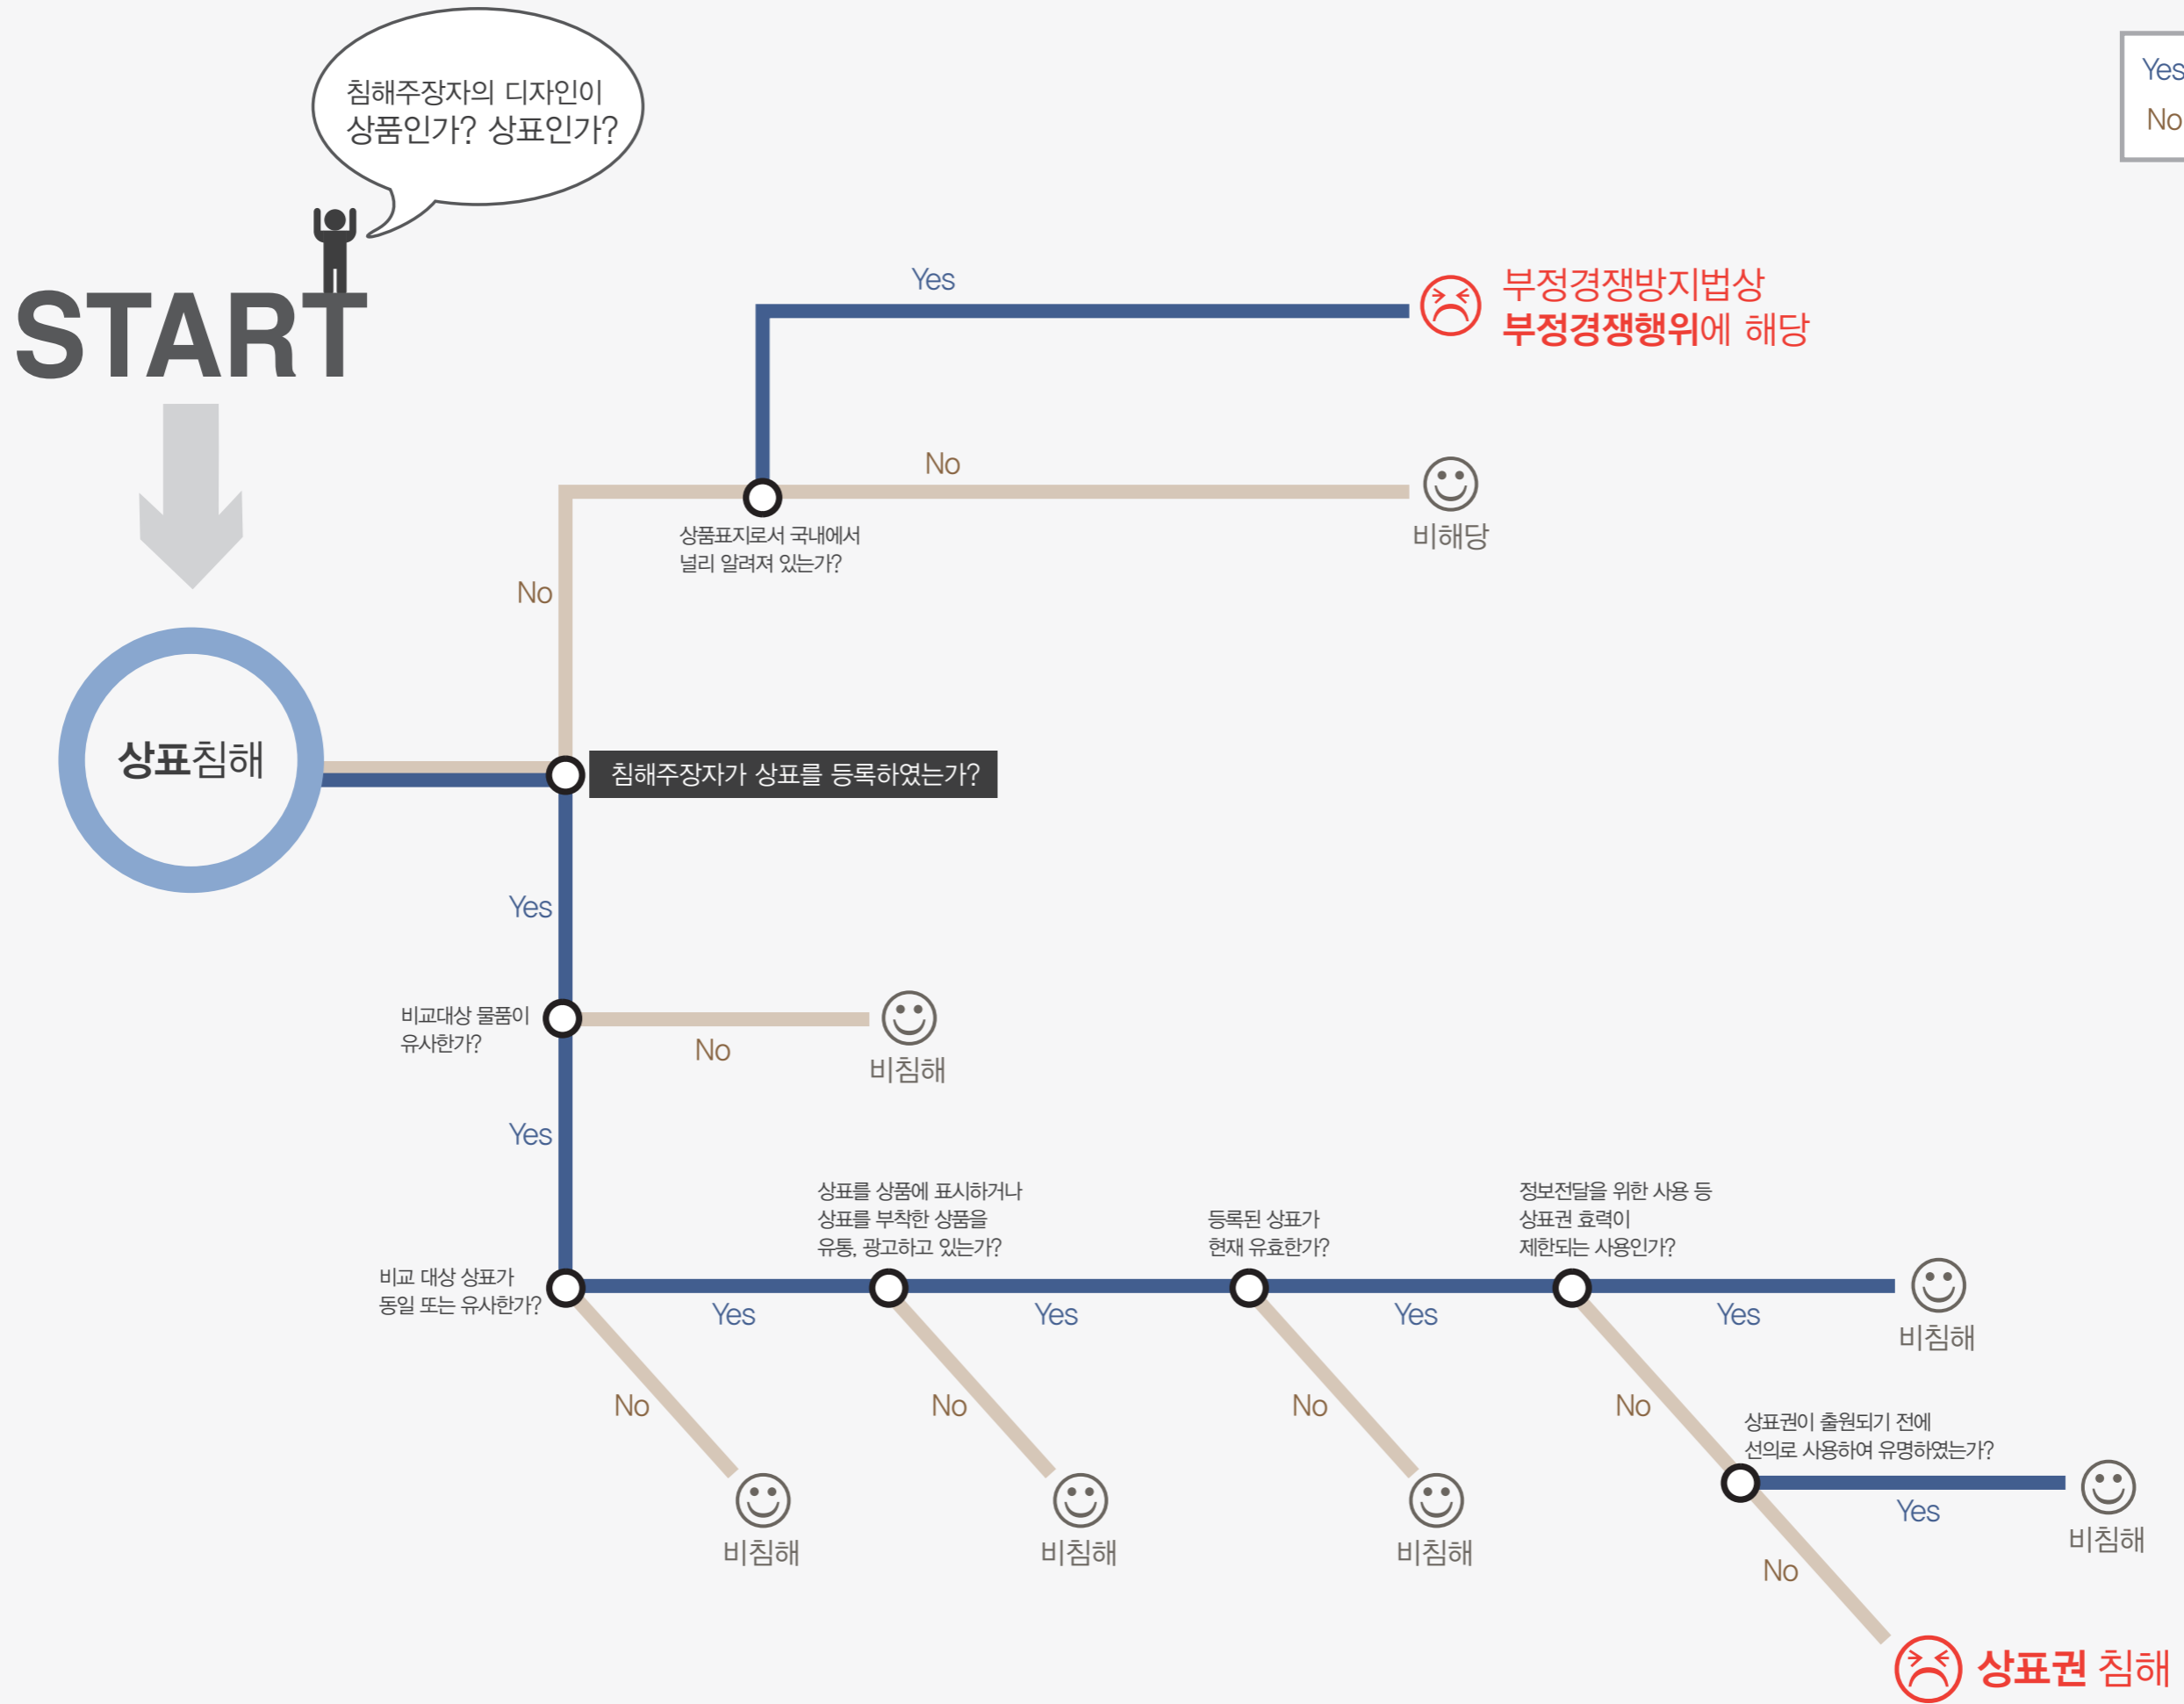 침해주장자의 디자인이
상품인가? 상표인가?
Yes
No
START
Yes
부정경쟁방지법상
부정경쟁행위에 해당
No
상품표지로서 국내에서
널리 알려져 있는가?
비해당
No
상표침해
침해주장자가 상표를 등록하였는가?
Yes
비교대상 물품이
유사한가?
No
비침해
Yes
비교 대상 상표가
동일 또는 유사한가?
Yes
No
비침해
상표를 상품에 표시하거나
상표를 부착한 상품을
유통, 광고하고 있는가?
Yes
No
비침해
등록된 상표가
현재 유효한가?
Yes
No
비침해
정보전달을 위한 사용 등
상표권 효력이
제한되는 사용인가?
Yes
비침해
No
상표권이 출원되기 전에
선의로 사용하여 유명하였는가?
Yes
비침해
No
상표권 침해